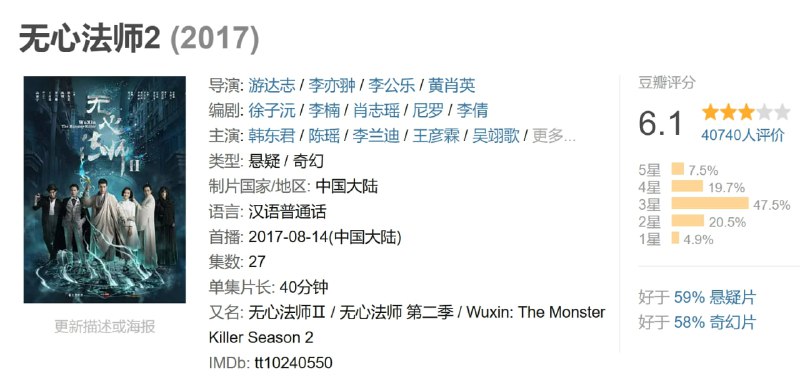 无心法师2 (2017)
无心法师
WuXin
The Monster Killer
II
更新描述或海报
导演: 游达志 / 李亦翀 / 李公乐 / 黄肖英
编剧: 徐子沅 / 李楠 / 肖志瑶 / 尼罗 / 李倩
主演: 韩东君 / 陈瑶 / 李兰迪 / 王彦霖 / 吴翊歌 / 更多...
类型: 悬疑 / 奇幻
制片国家/地区: 中国大陆
语言: 汉语普通话
首播: 2017-08-14(中国大陆)
集数: 27
单集片长: 40分钟
又名: 无心法师Ⅱ / 无心法师 第二季 / Wuxin: The Monster
Killer Season 2
IMDb: tt10240550
豆瓣评分
6.1
40740人评价
5星 7.5%
4星 19.7%
3星 47.5%
2星 20.5%
1星 4.9%
好于 59% 悬疑片
好于 58% 奇幻片